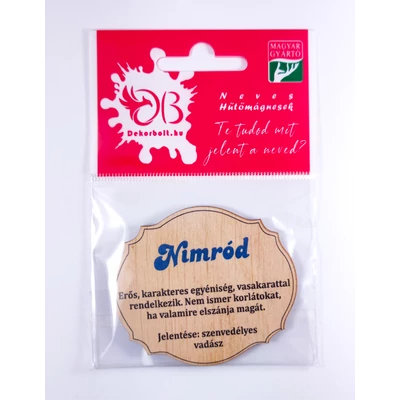 MAGYAR
GYÁRTÓ
DB
Dekorbolt.hu
Neves
Hűtőmágnesek
Te tudod mit
jelent a neved?
Nimród
Erős, karakteres egyéniség, vasakarattal
rendelkezik. Nem ismer korlátokat,
ha valamire elszánja magát.
Jelentése: szenvedélyes
vadász